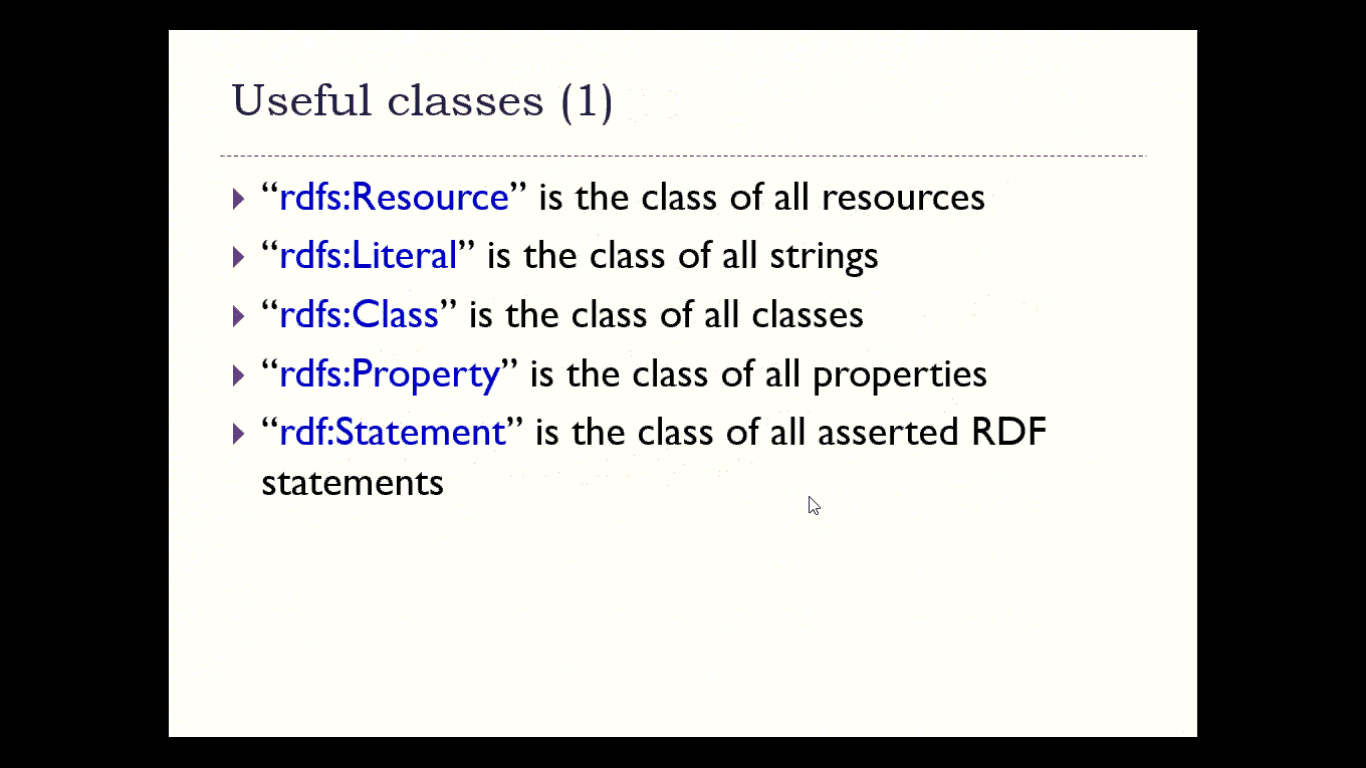 Useful classes (1)
“rdfs:Resource” is the class of all resources
“rdfs:Literal” is the class of all strings
“rdfs:Class” is the class of all classes
“rdfs:Property” is the class of all properties
“rdf:Statement” is the class of all asserted RDF
statements